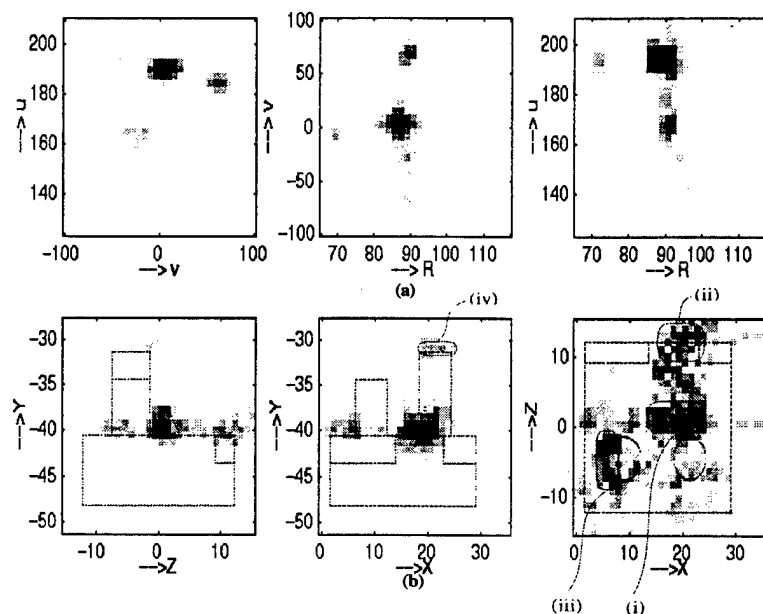 200
180
160
140
--->u
-100
0
100
--->v
100
50
0
-50
-100
--->v
70
80
90
100
110
--->R
200
180
160
140
--->u
70
80
90
100
110
--->R
(a)
(iv)
(ii)
-30
-35
-40
-45
-50
--->Y
-10
0
10
--->Z
-30
-35
-40
-45
-50
--->Y
0
10
20
30
--->X
10
0
-10
--->Z
0
10
20
30
--->X
(b)
(iii)
(i)